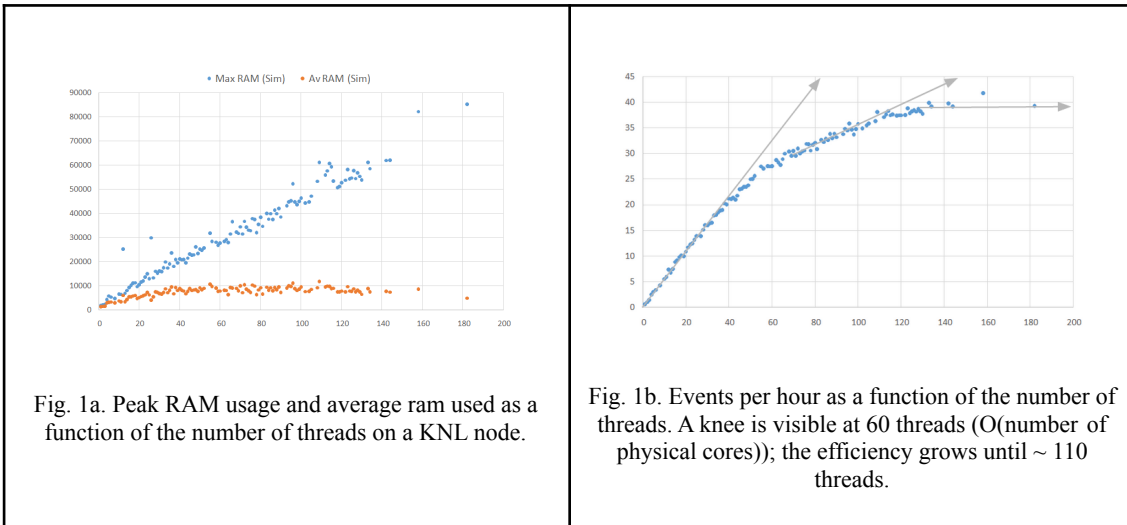 Max RAM (Sim) Av RAM (Sim)
90000
80000
70000
60000
50000
40000
30000
20000
10000
0
0 20 40 60 80 100 120 140 160 180 200
Fig. 1a. Peak RAM usage and average ram used as a
function of the number of threads on a KNL node.
45
40
35
30
25
20
15
10
5
0
0 20 40 60 80 100 120 140 160 180 200
Fig. 1b. Events per hour as a function of the number of
threads. A knee is visible at 60 threads (O(number of
physical cores)); the efficiency grows until ~ 110
threads.